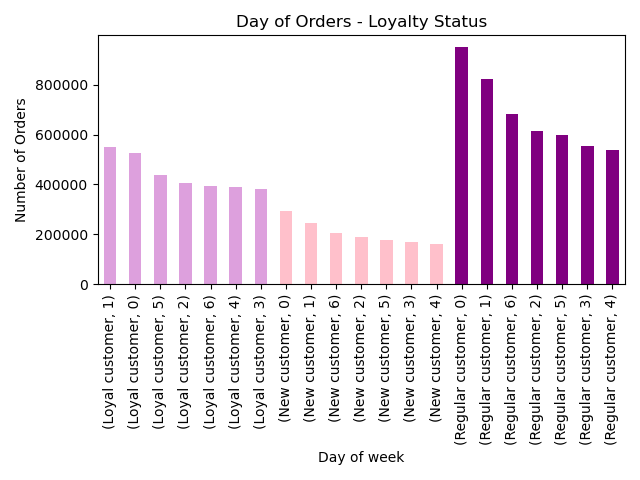 Day of Orders - Loyalty Status
Number of Orders
800000
600000
400000
200000
0
(Loyal customer, 1)
(Loyal customer, 0)
(Loyal customer, 5)
(Loyal customer, 2)
(Loyal customer, 6)
(Loyal customer, 4)
(Loyal customer, 3)
(New customer, 0)
(New customer, 1)
(New customer, 6)
(New customer, 2)
(New customer, 5)
(New customer, 3)
(New customer, 4)
(Regular customer, 0)
(Regular customer, 1)
(Regular customer, 6)
(Regular customer, 2)
(Regular customer, 5)
(Regular customer, 3)
(Regular customer, 4)
Day of week